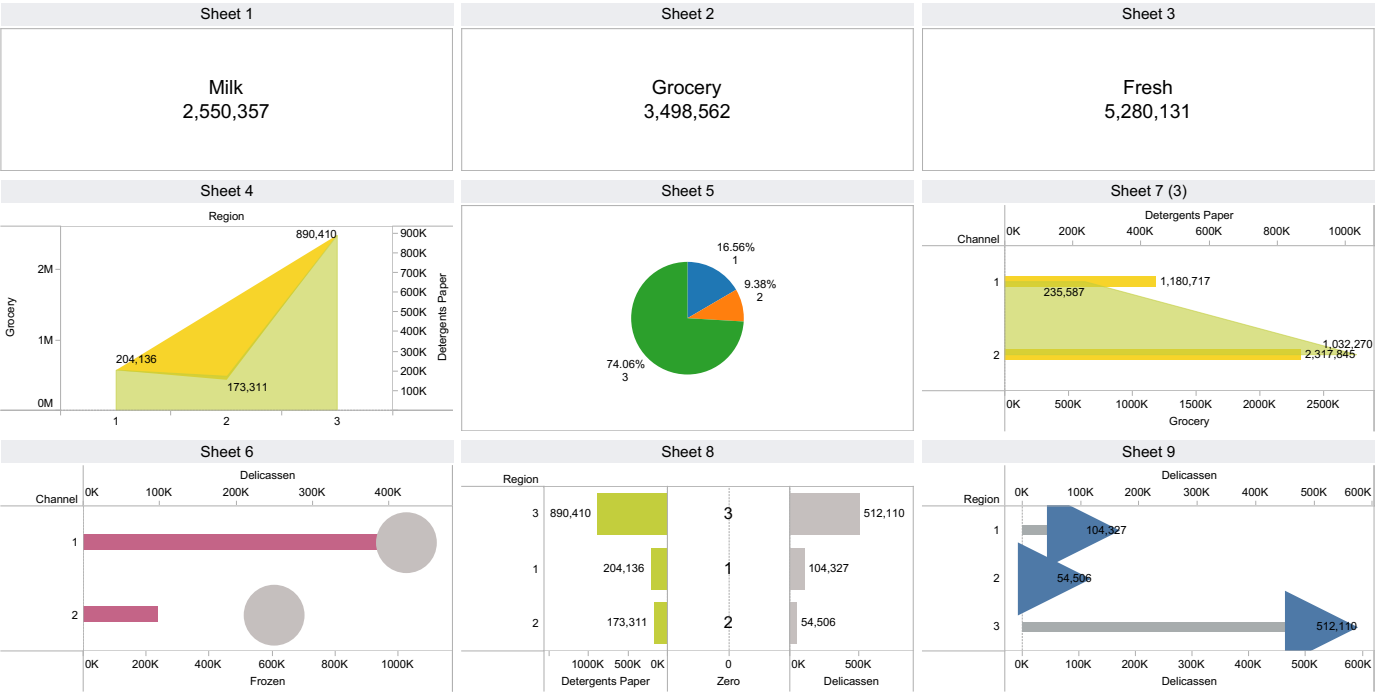 Sheet 1
Milk
2,550,357
Sheet 2
Grocery
3,498,562
Sheet 3
Fresh
5,280,131
Sheet 4
Region
890,410
204,136
173,311
2M
1M
0M
Grocery
900K
800K
700K
600K
500K
400K
300K
200K
100K
Detergents Paper
1 2 3
Sheet 5
16.56%
1
9.38%
2
74.06%
3
Sheet 7 (3)
Detergents Paper
Channel 0K 200K 400K 600K 800K 1000K
1 1,180,717
235,587
1,032,270
2 2,317,845
0K 500K 1000K 1500K 2000K 2500K
Grocery
Sheet 6
Delicassen
Channel 0K 100K 200K 300K 400K
1
2
0K 200K 400K 600K 800K 1000K
Frozen
Sheet 8
Region
3 890,410 3 512,110
1 204,136 1 104,327
2 173,311 2 54,506
1000K 500K 0K 0 0K 500K
Detergents Paper Zero Delicassen
Sheet 9
Delicassen
Region 0K 100K 200K 300K 400K 500K 600K
1 104,327
2 54,506
3 512,110
0K 100K 200K 300K 400K 500K 600K
Delicassen